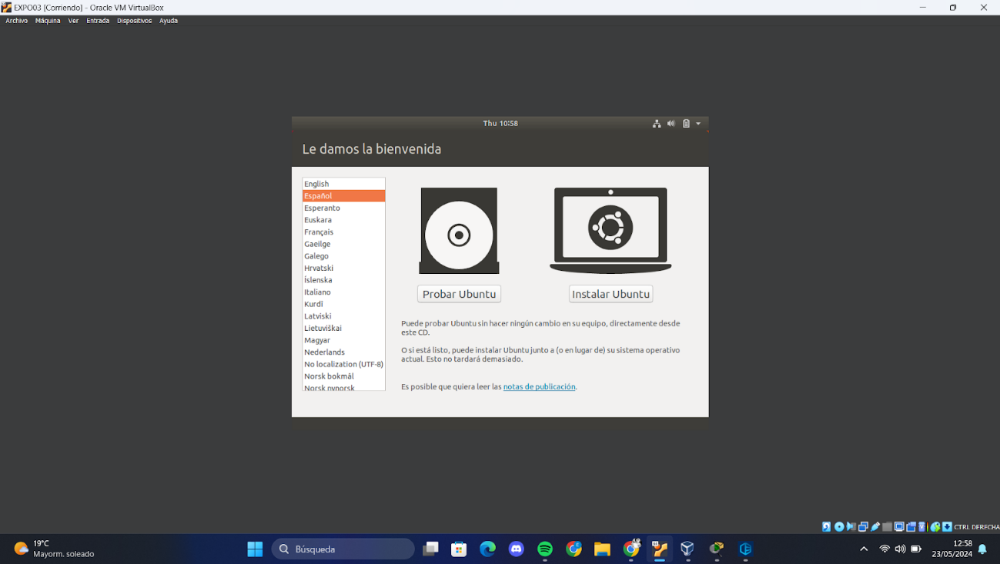 EXPO03 [Corriendo] - Oracle VM VirtualBox
Archivo Máquina Ver Entrada Dispositivos Ayuda
Thu 10:58
Le damos la bienvenida
English
Español
Esperanto
Euskara
Français
Gaeilge
Galego
Hrvatski
Íslenska
Italiano
Kurdî
Latviski
Lietuviškai
Magyar
Nederlands
No localization (UTF-8)
Norsk bokmål
Norsk nynorsk
Probar Ubuntu
Instalar Ubuntu
Puede probar Ubuntu sin hacer ningún cambio en su equipo, directamente desde
este CD.
O si está listo, puede instalar Ubuntu junto a (o en lugar de) su sistema operativo
actual. Esto no tardará demasiado.
Es posible que quiera leer las notas de publicación.
CTRL DERECHA
19°C
Mayorm. soleado
Búsqueda
12:58
23/05/2024